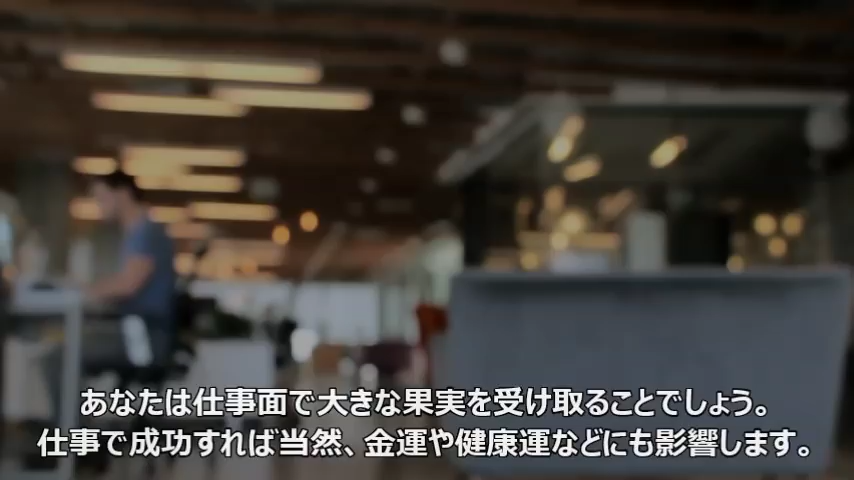 あなたは仕事面で大きな果実を受け取ることでしょう。
仕事で成功すれば当然、金運や健康運などにも影響します。